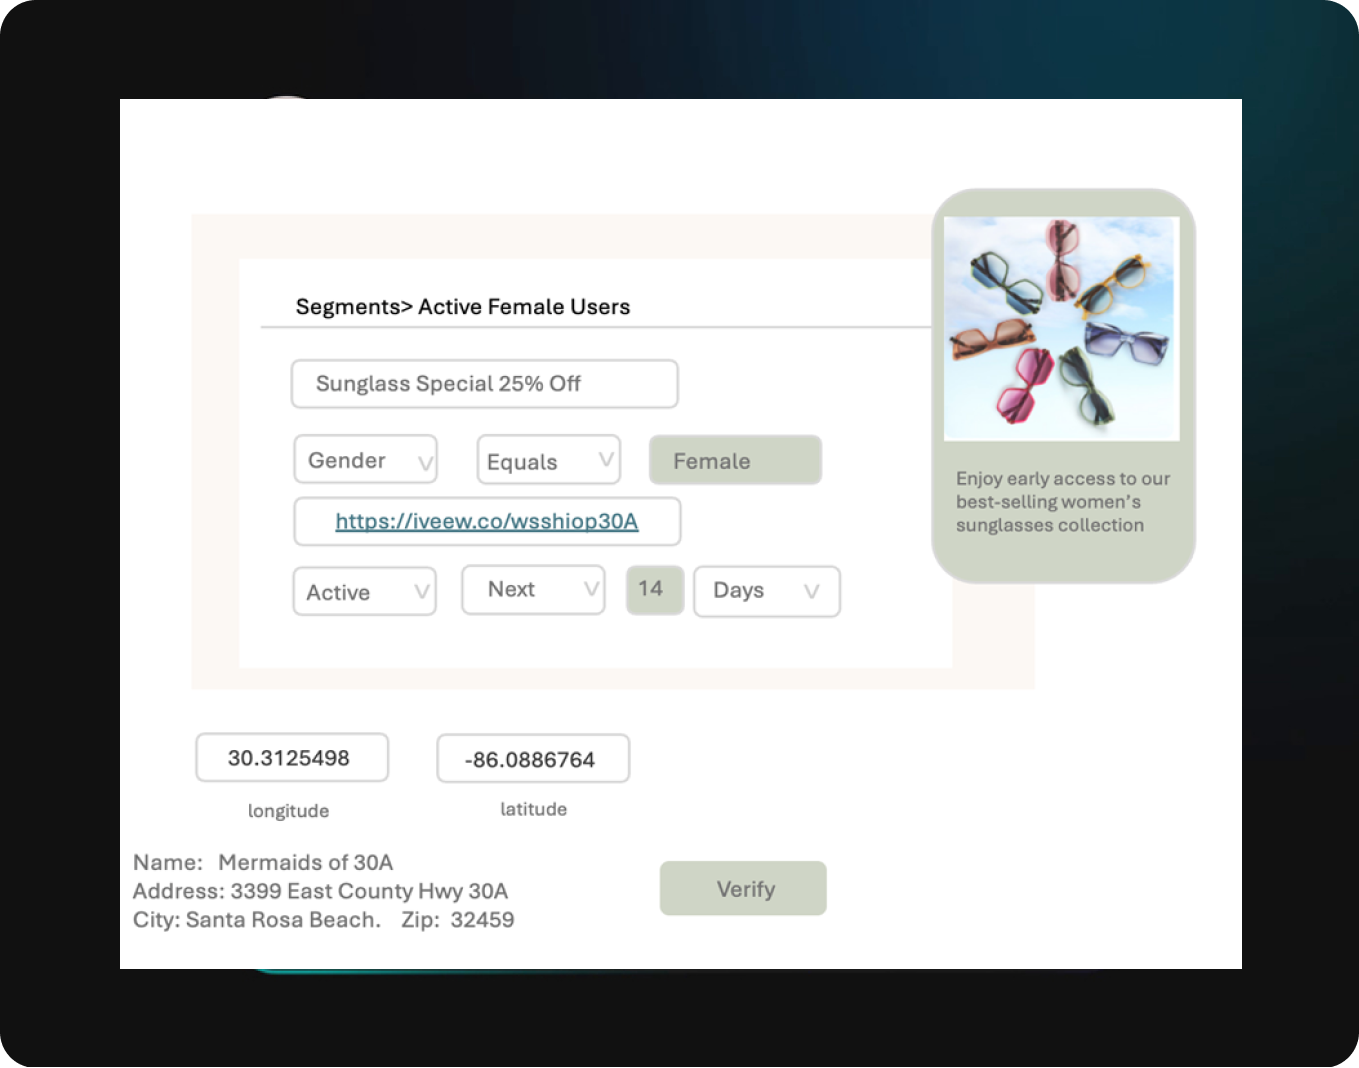 Segments> Active Female Users
Sunglass Special 25% Off
Gender V Equals V Female
https://iveew.co/wsshiop30A
Active V Next V 14 Days V
Enjoy early access to our
best-selling women's
sunglasses collection
30.3125498 -86.0886764
longitude latitude
Name: Mermaids of 30A
Address: 3399 East County Hwy 30A
City: Santa Rosa Beach. Zip: 32459
Verify